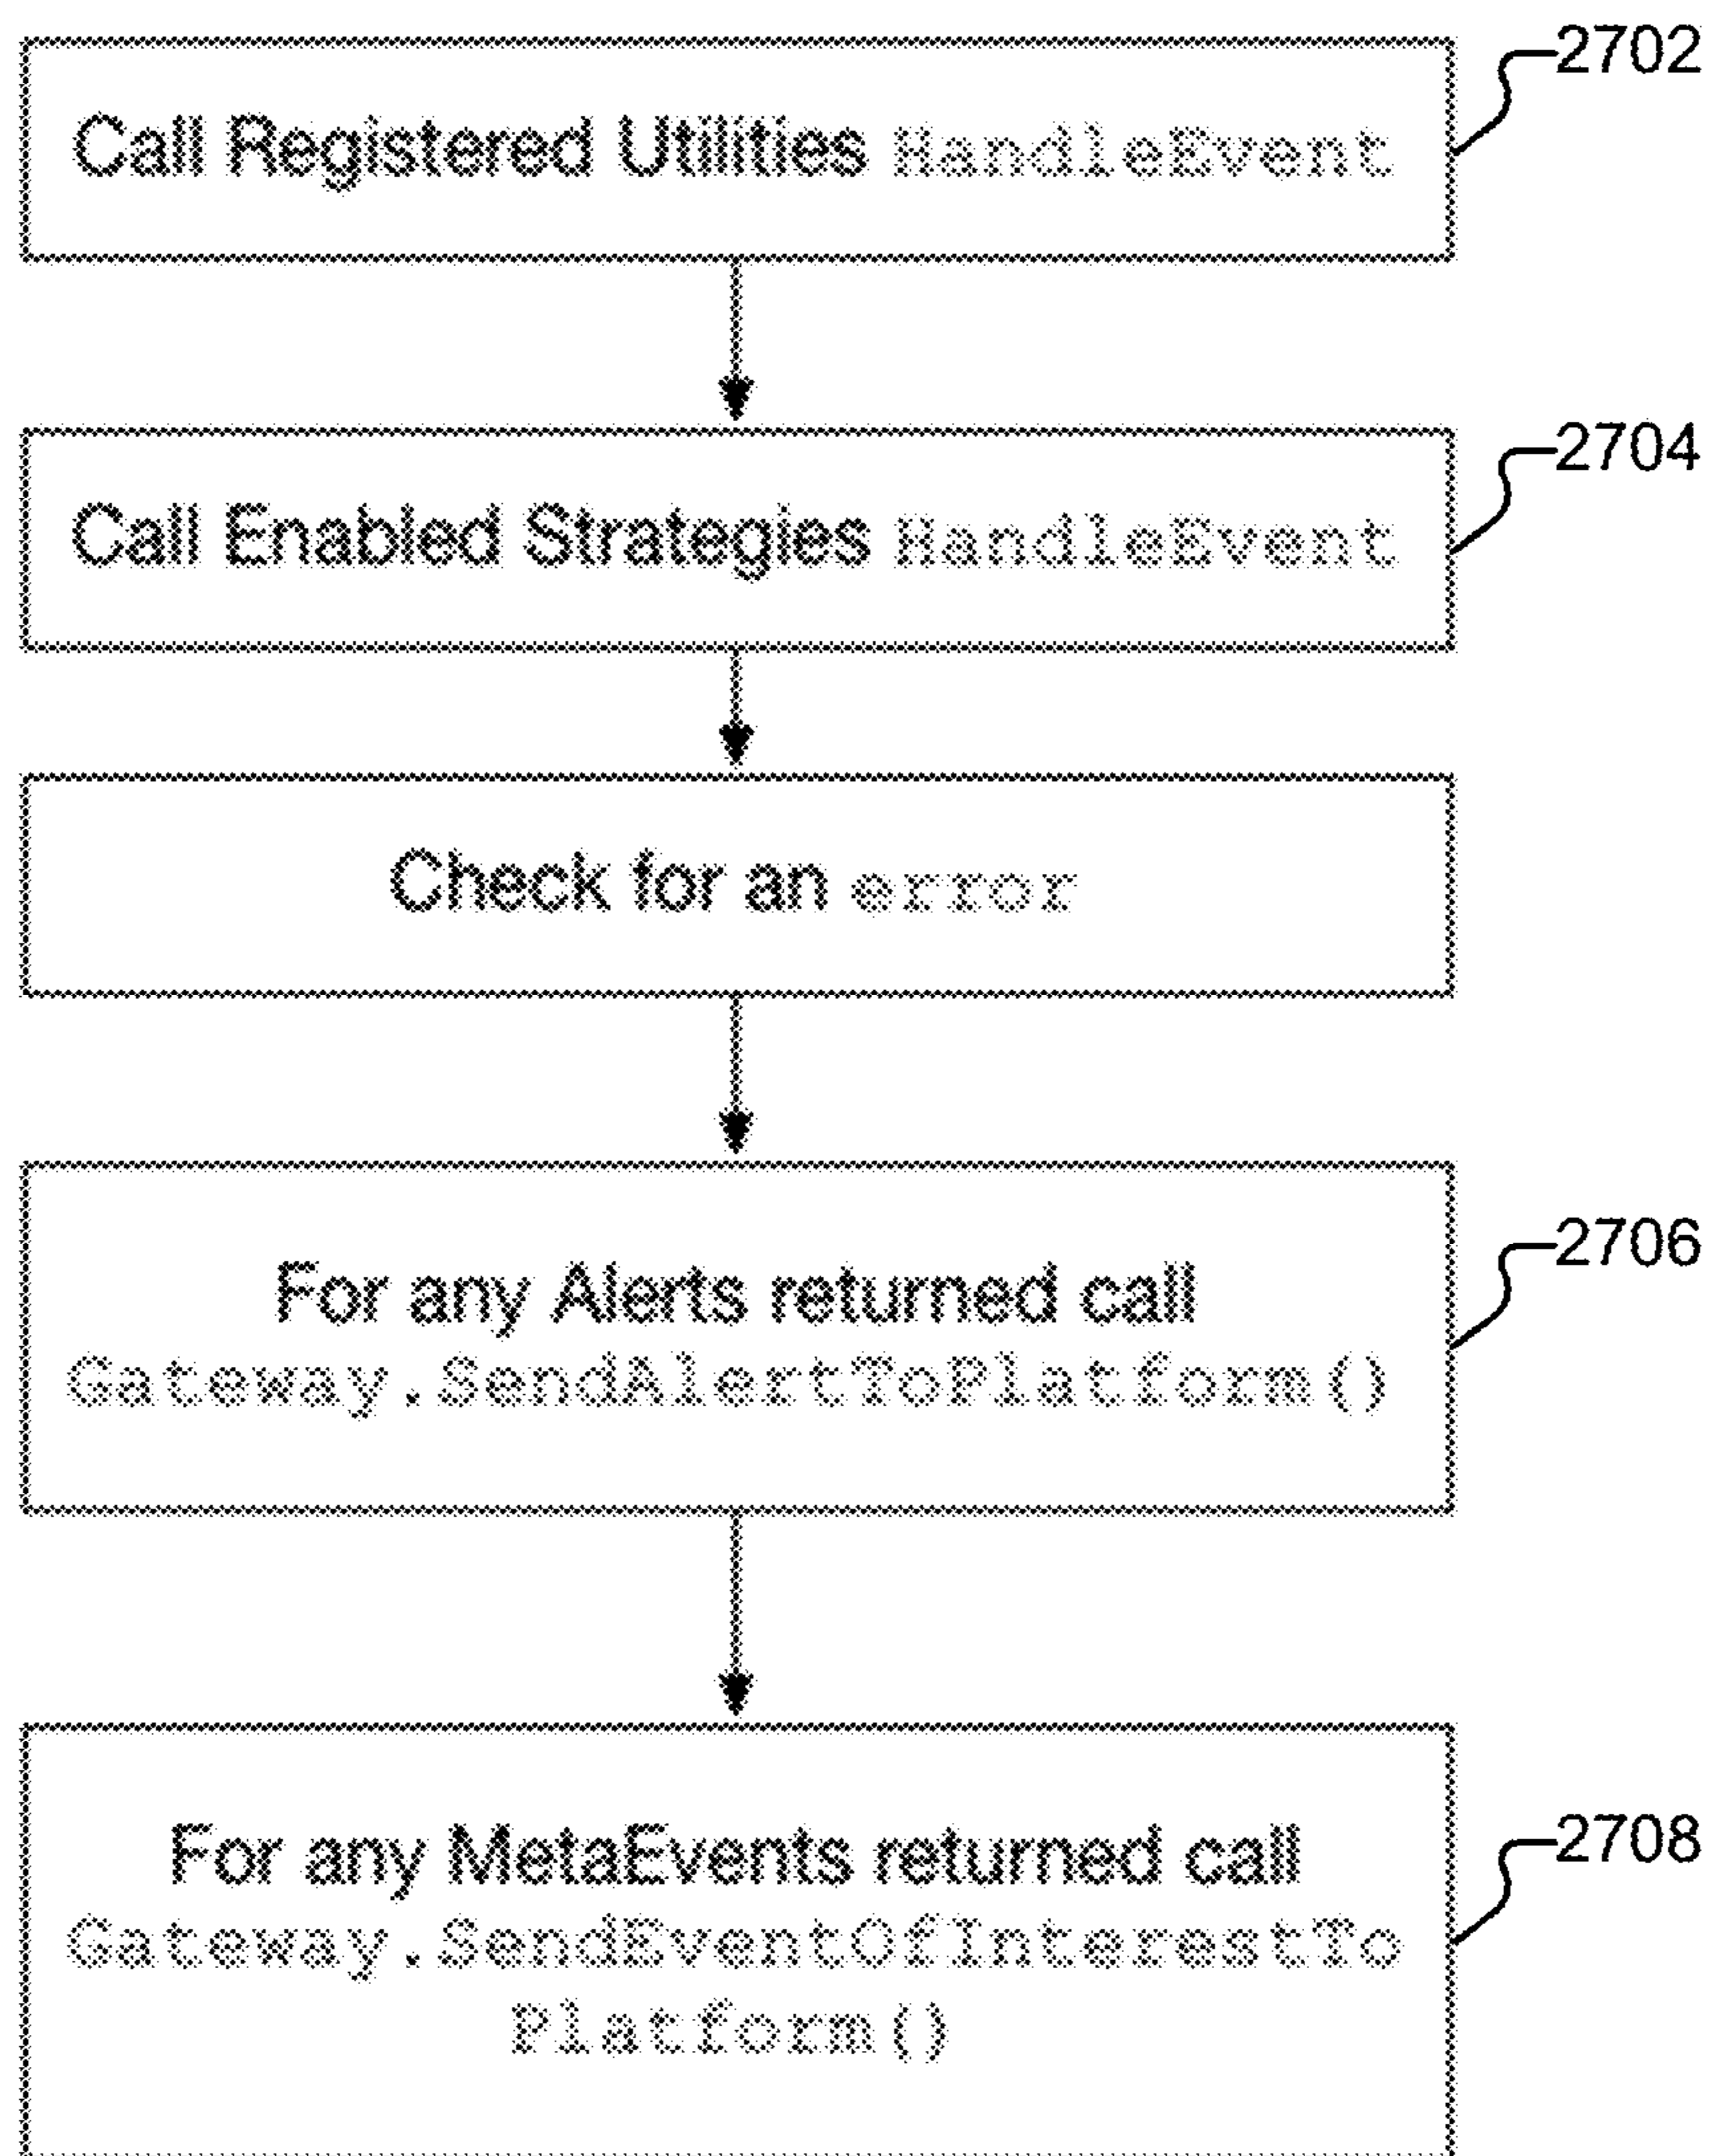 2702
Call Registered Utilities HandleEvent
2704
Call Enabled Strategies HandleEvent
Check for an error
2706
For any Alerts returned call
Gateway.SendAlertToPlatform()
2708
For any MetaEvents returned call
Gateway.SendEventOfInterestTo
Platform()